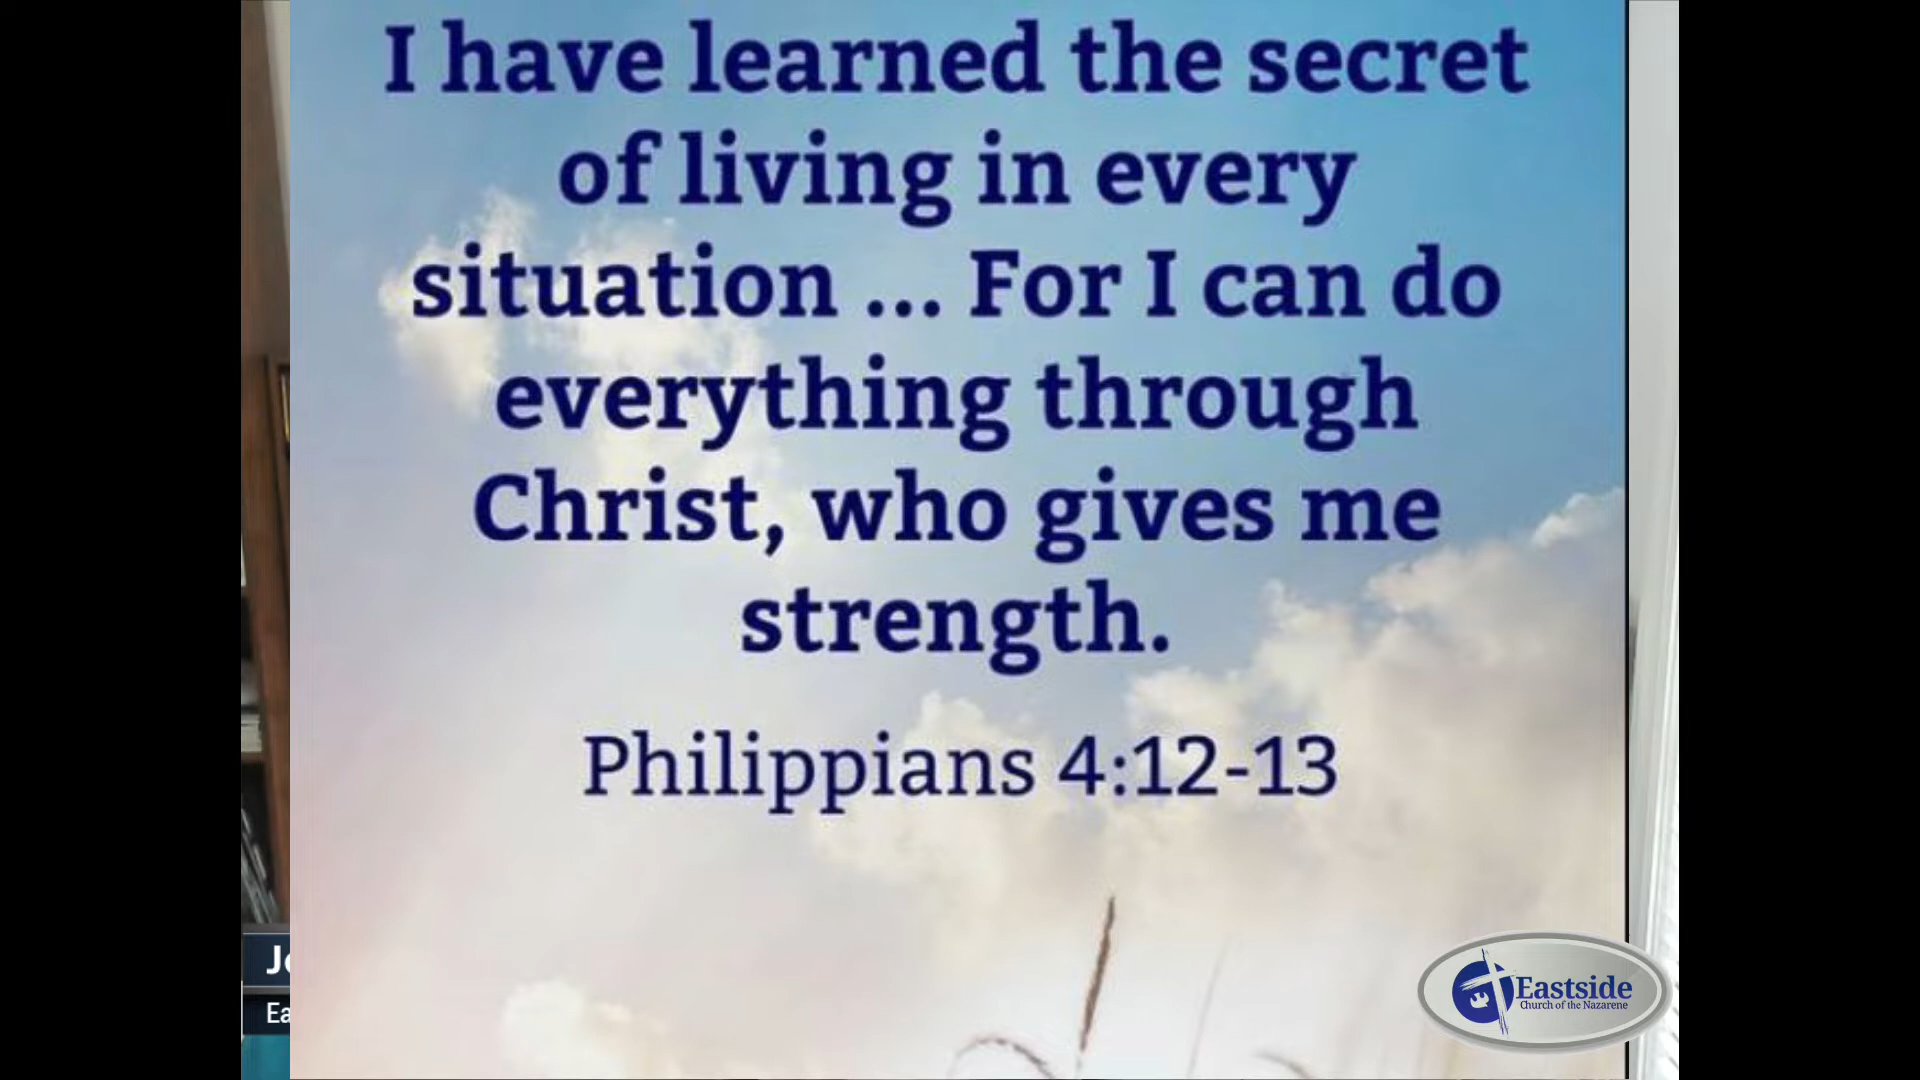 I have learned the secret
of living in every
situation ... For I can do
everything through
Christ, who gives me
strength.
Philippians 4:12-13
Eastside
Church of the Nazarene